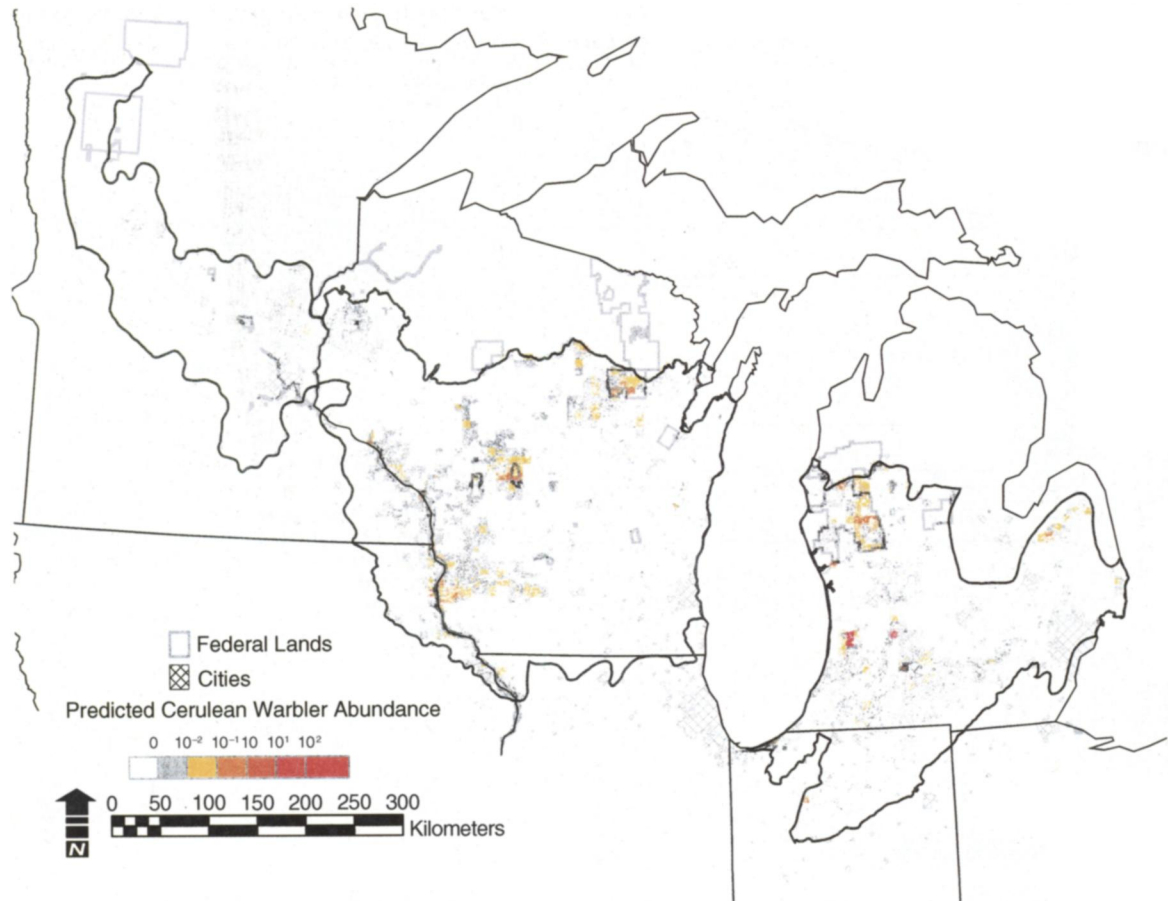 Federal Lands
Cities
Predicted Cerulean Warbler Abundance
0 10⁻² 10⁻¹ 10 10¹ 10²
0 50 100 150 200 250 300
Kilometers
N